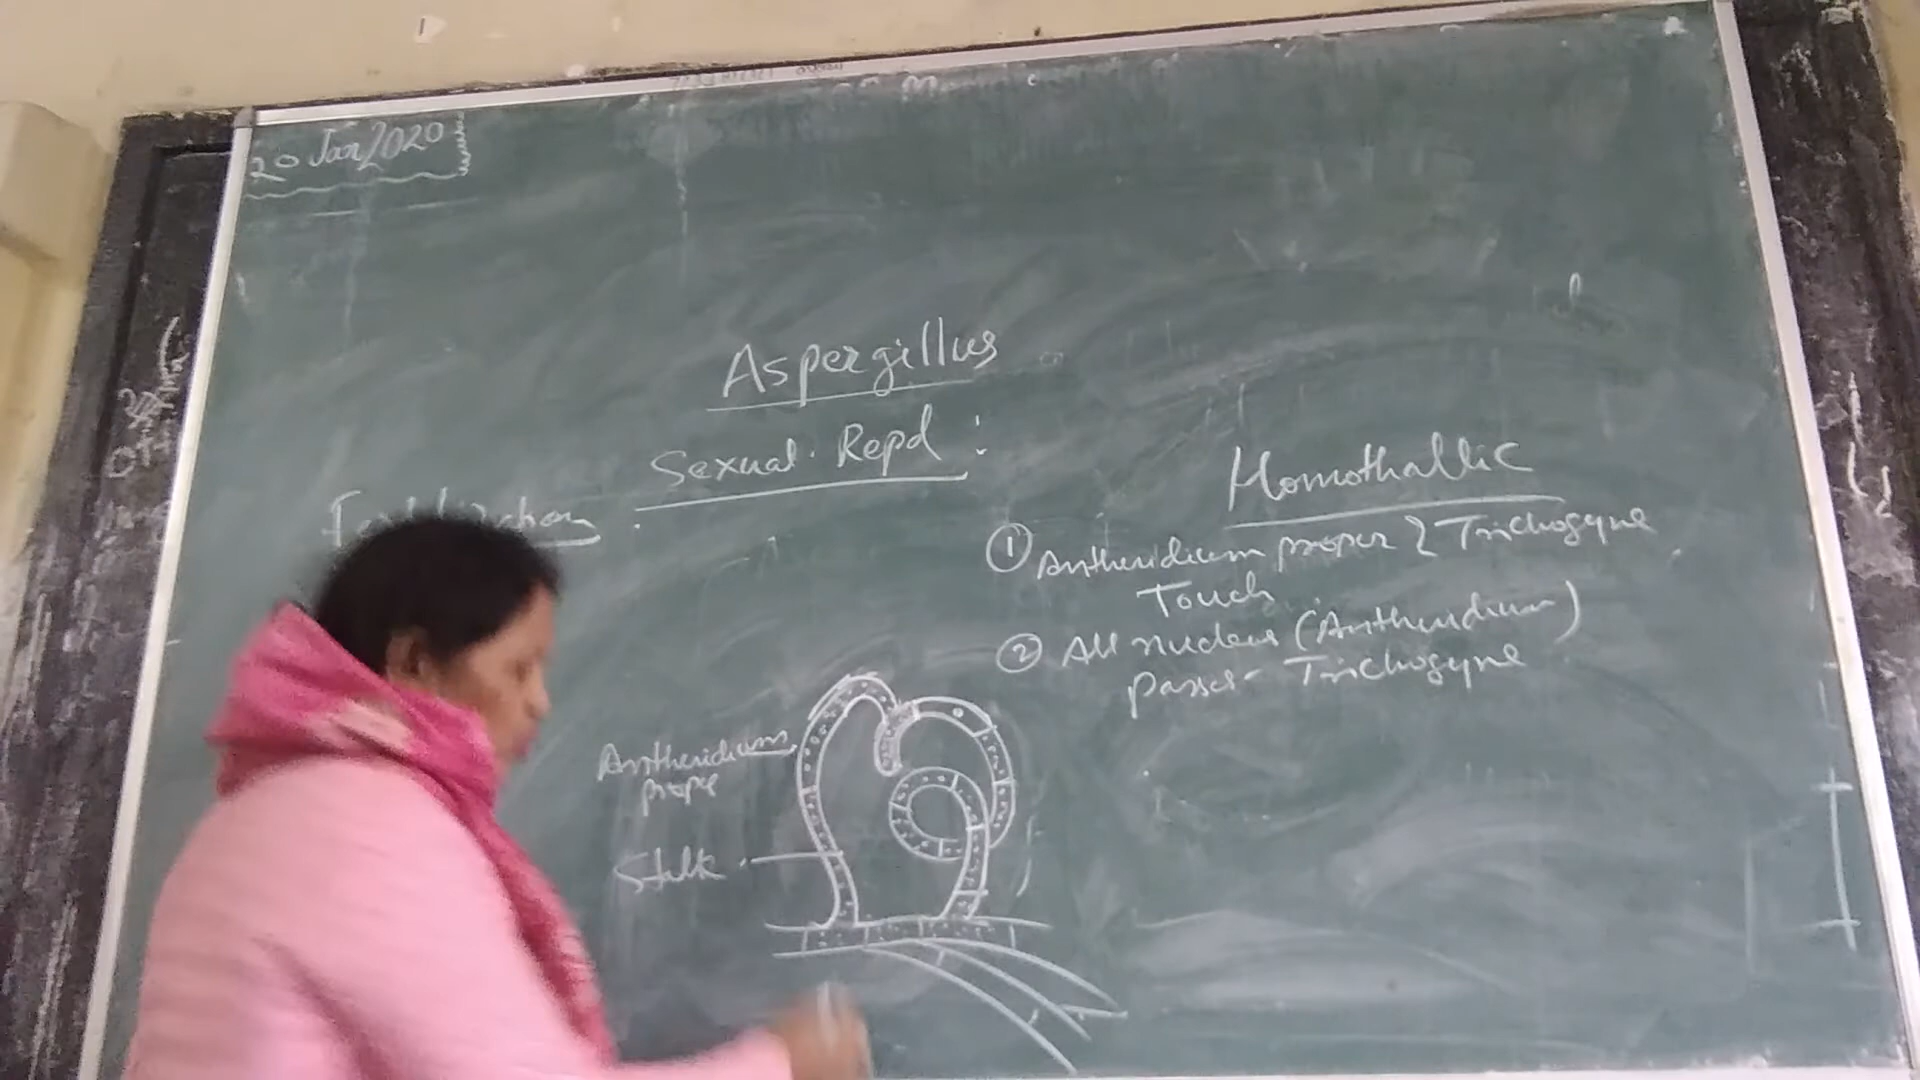 20 Jan 2020
Aspergillus
Sexual. Repd :
Homothallic
① Antheridium proper & Trichogyne
Touch
② All nucleus (Antheridium)
passes - Trichogyne
Antheridium
proper
Stalk